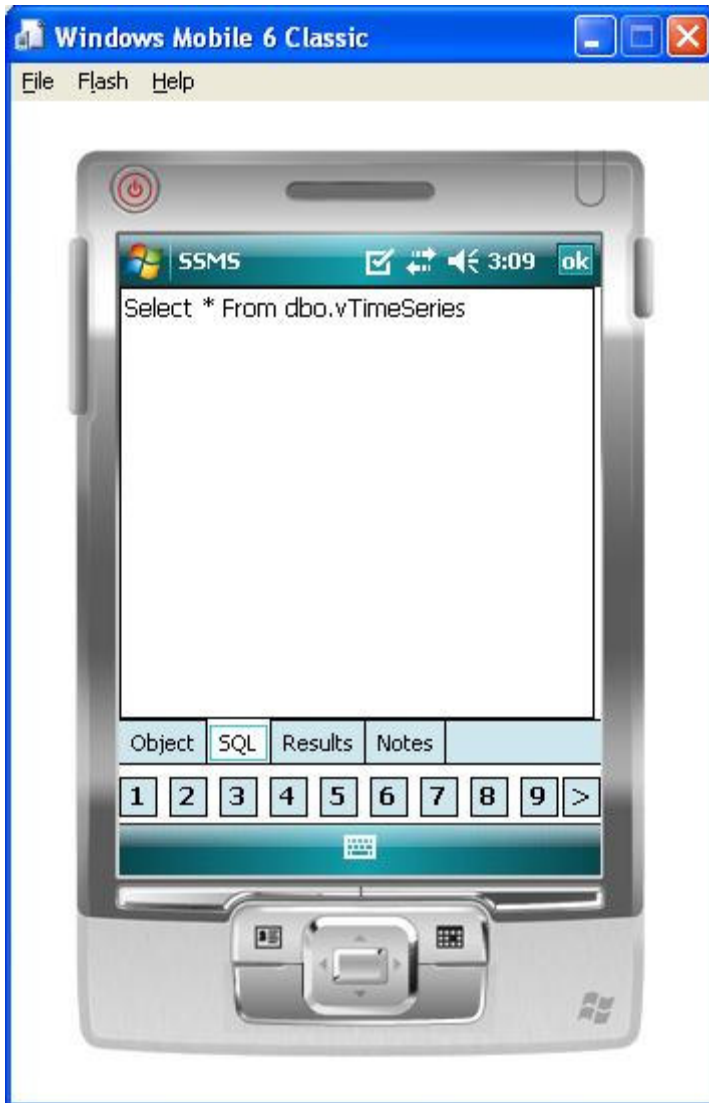 Windows Mobile 6 Classic
File Flash Help
SSMS 3:09 ok
Select * From dbo.vTimeSeries
Object SQL Results Notes
1 2 3 4 5 6 7 8 9 >